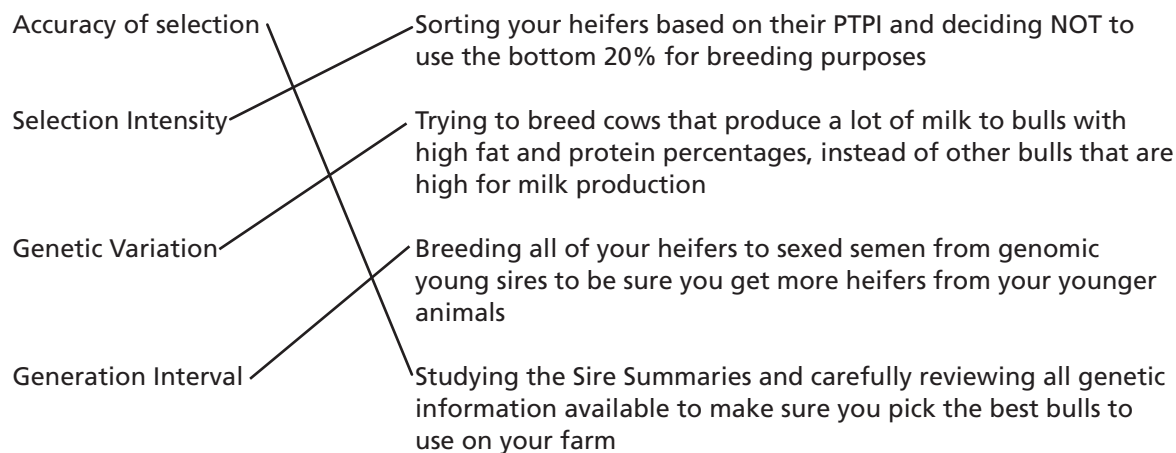 Accuracy of selection
Sorting your heifers based on their PTPI and deciding NOT to
use the bottom 20% for breeding purposes
Selection Intensity
Trying to breed cows that produce a lot of milk to bulls with
high fat and protein percentages, instead of other bulls that are
high for milk production
Genetic Variation
Breeding all of your heifers to sexed semen from genomic
young sires to be sure you get more heifers from your younger
animals
Generation Interval
Studying the Sire Summaries and carefully reviewing all genetic
information available to make sure you pick the best bulls to
use on your farm